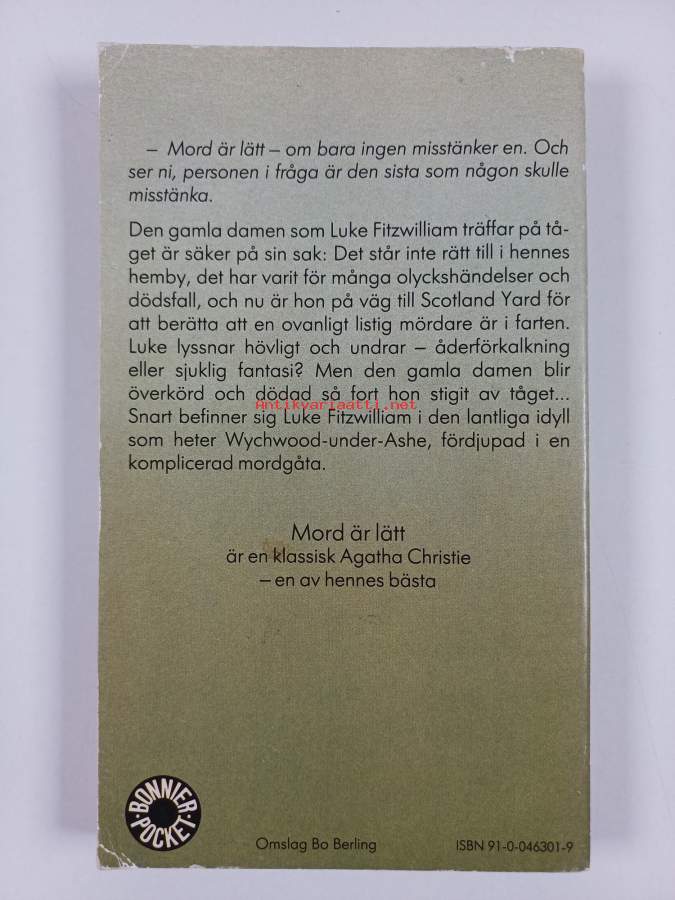 – Mord är lätt – om bara ingen misstänker en. Och
ser ni, personen i fråga är den sista som någon skulle
misstänka.
Den gamla damen som Luke Fitzwilliam träffar på tå-
get är säker på sin sak: Det står inte rätt till i hennes
hemby, det har varit för många olyckshändelser och
dödsfall, och nu är hon på väg till Scotland Yard för
att berätta att en ovanligt listig mördare är i farten.
Luke lyssnar hövligt och undrar – åderförkalkning
eller sjuklig fantasi? Men den gamla damen blir
överkörd och dödad så fort hon stigit av tåget...
Antikvariaatti.net
Snart befinner sig Luke Fitzwilliam i den lantliga idyll
som heter Wychwood-under-Ashe, fördjupad i en
komplicerad mordgåta.
Mord är lätt
är en klassisk Agatha Christie
– en av hennes bästa
BONNIER
POCKET
Omslag Bo Berling
ISBN 91-0-046301-9